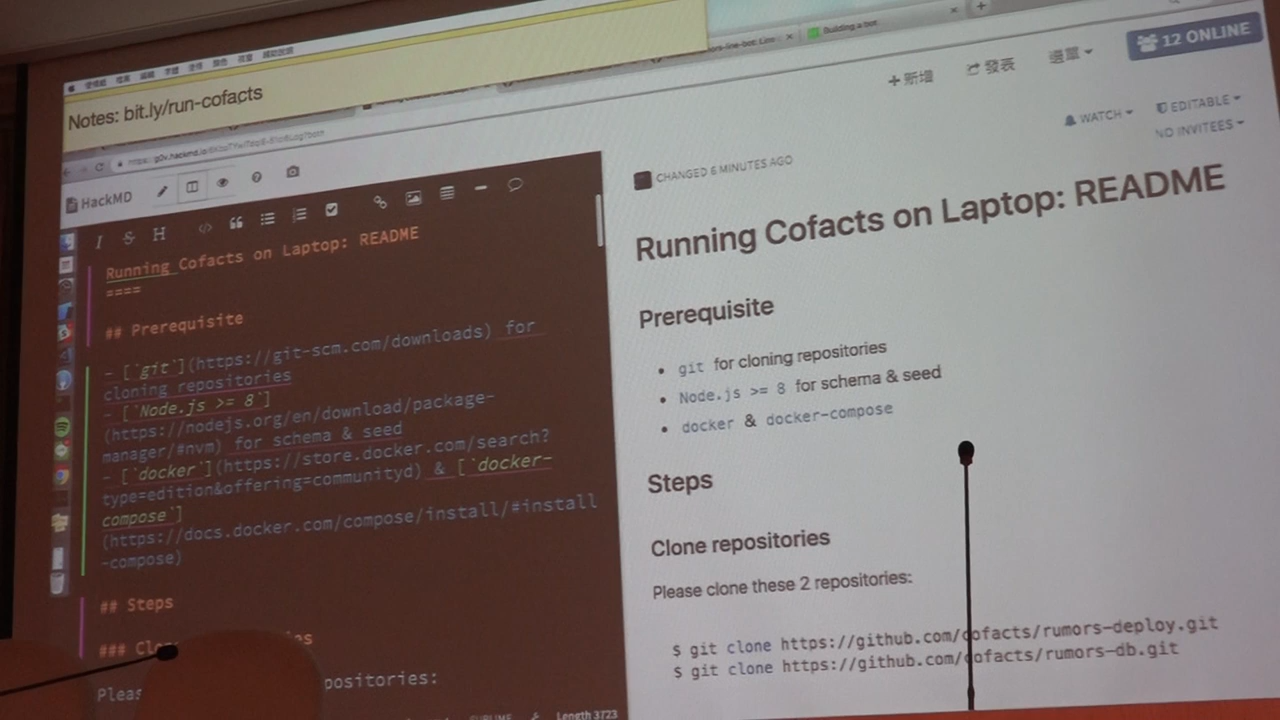 Notes: bit.ly/run-cofacts
Building a bot
HackMD
+新增
發表
選單
12 ONLINE
WATCH
EDITABLE
NO INVITEES
I S H
Running Cofacts on Laptop: README
====
## Prerequisite
- [`git`](https://git-scm.com/downloads) for
cloning repositories
- [`Node.js >= 8`]
(https://nodejs.org/en/download/package-
manager/#nvm) for schema & seed
- [`docker`](https://store.docker.com/search?
type=edition&offering=communityd) & [`docker-
compose`]
(https://docs.docker.com/compose/install/#install
-compose)
## Steps
### Clo
Pleas
positories:
Length 3723
CHANGED 6 MINUTES AGO
Running Cofacts on Laptop: README
Prerequisite
• git for cloning repositories
• Node.js >= 8 for schema & seed
• docker & docker-compose
Steps
Clone repositories
Please clone these 2 repositories:
$ git clone https://github.com/cofacts/rumors-deploy.git
$ git clone https://github.com/cofacts/rumors-db.git